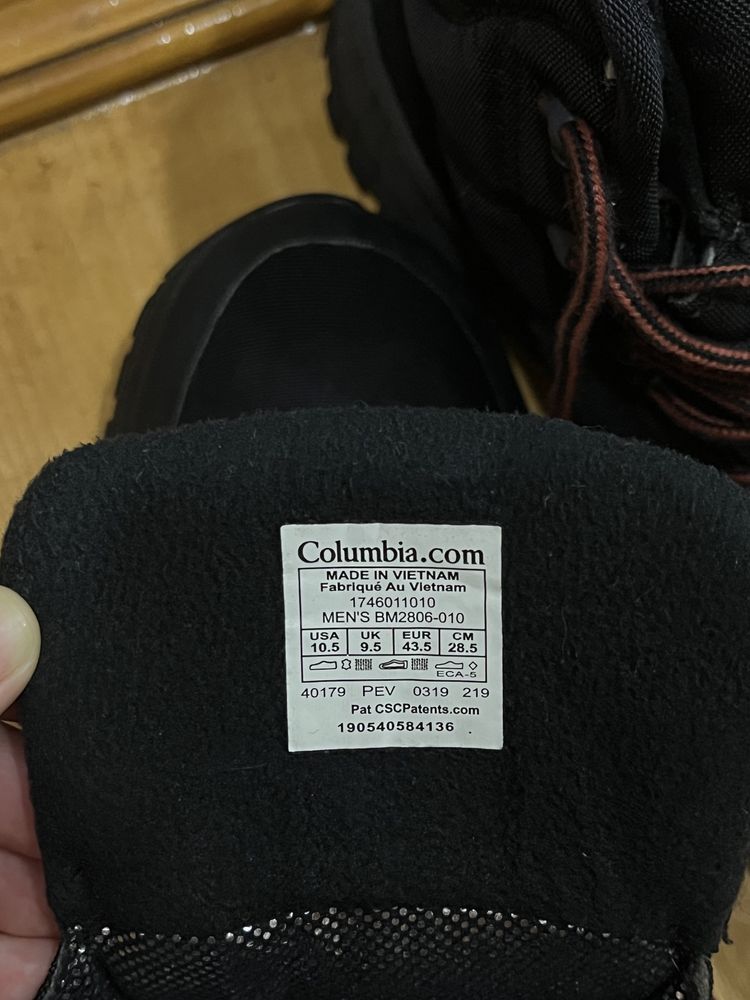 Columbia.com
MADE IN VIETNAM
Fabriqué Au Vietnam
1746011010
MEN'S BM2806-010
USA UK EUR CM
10.5 9.5 43.5 28.5
ECA-5
40179 PEV 0319 219
Pat CSCPatents.com
190540584136 .